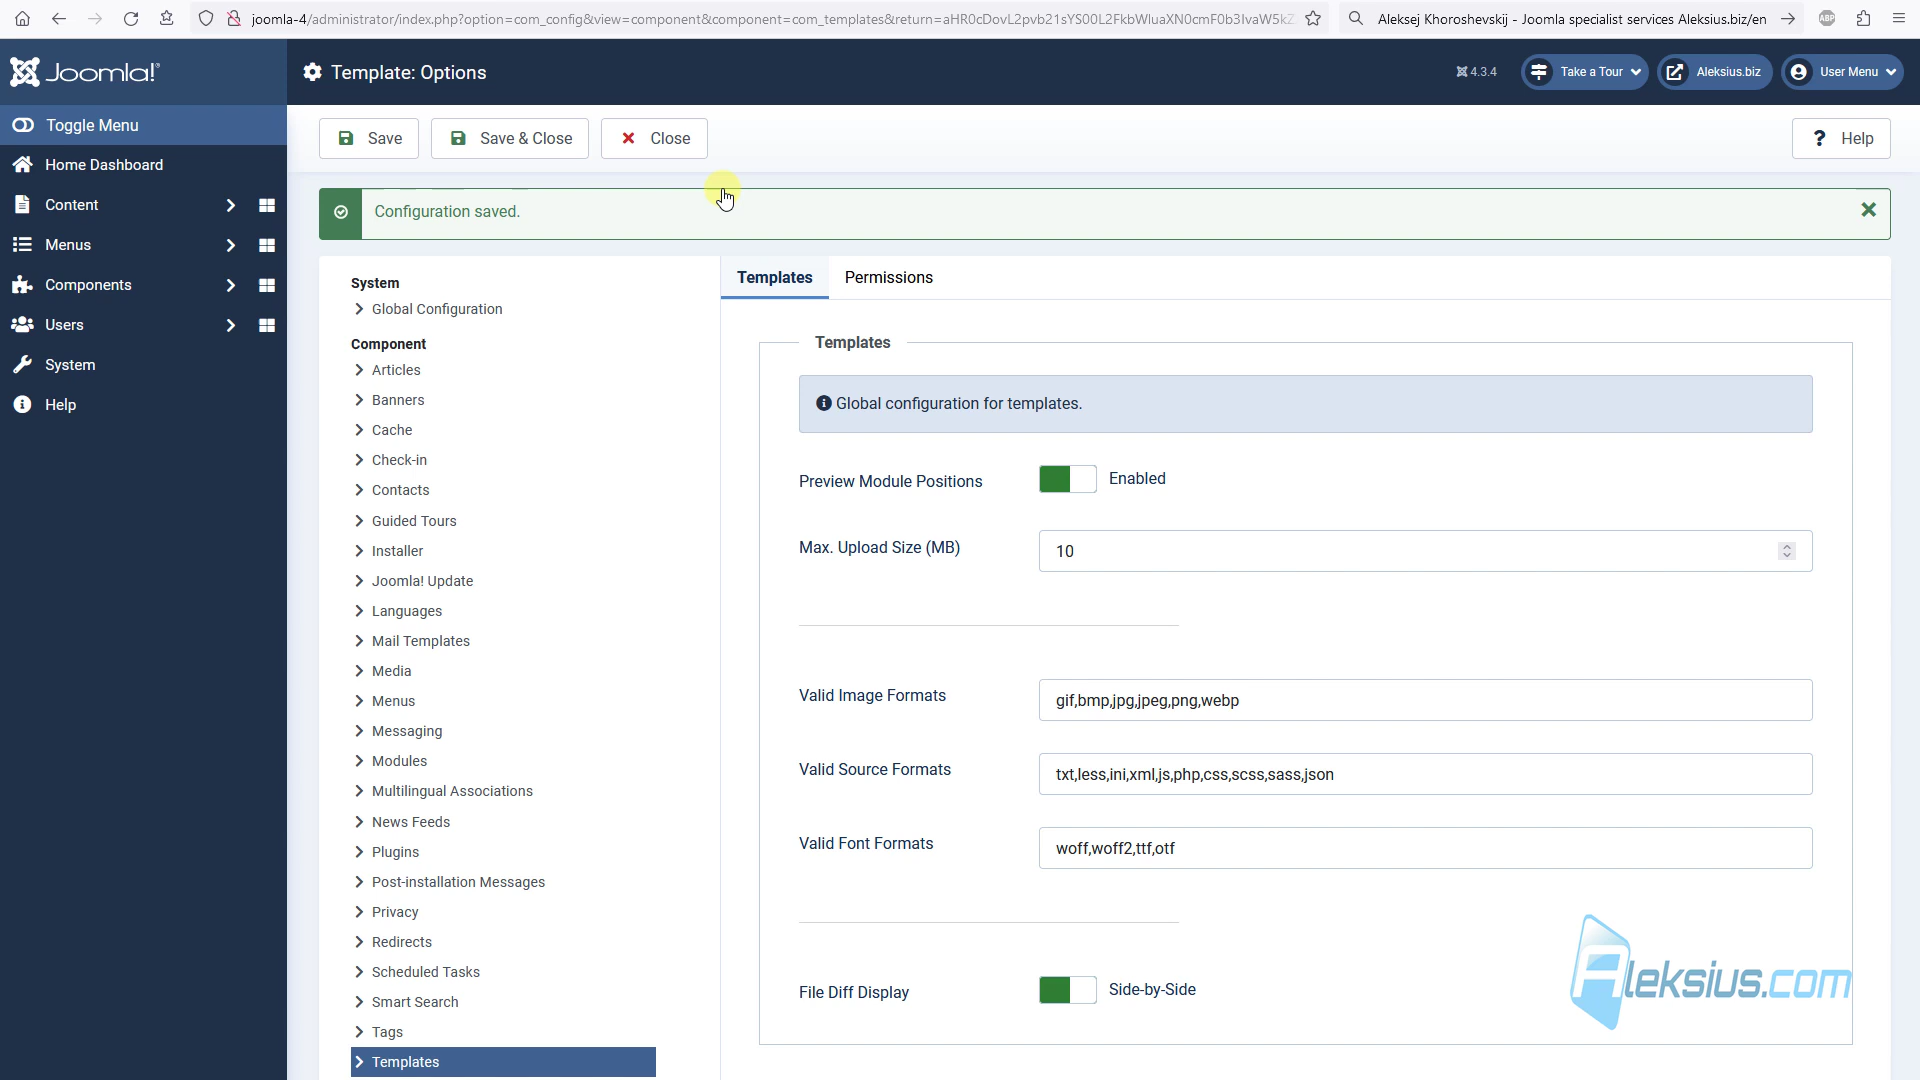 joomla-4/administrator/index.php?option=com_config&view=component&component=com_templates&return=
Aleksej Khoroshevskij - Joomla specialist services Aleksius.biz/en
ABP
Joomla!
Template: Options
4.3.4
Take a Tour
Aleksius.biz
User Menu
Toggle Menu
Home Dashboard
Content
Menus
Components
Users
System
Help
Save
Save & Close
Close
? Help
Configuration saved.
System
Global Configuration
Component
Articles
Banners
Cache
Check-in
Contacts
Guided Tours
Installer
Joomla! Update
Languages
Mail Templates
Media
Menus
Messaging
Modules
Multilingual Associations
News Feeds
Plugins
Post-installation Messages
Privacy
Redirects
Scheduled Tasks
Smart Search
Tags
Templates
Templates
Permissions
Templates
Global configuration for templates.
Preview Module Positions
Enabled
Max. Upload Size (MB)
10
Valid Image Formats
gif,bmp,jpg,jpeg,png,webp
Valid Source Formats
txt,less,ini,xml,js,php,css,scss,sass,json
Valid Font Formats
woff,woff2,ttf,otf
File Diff Display
Side-by-Side
Aleksius.com